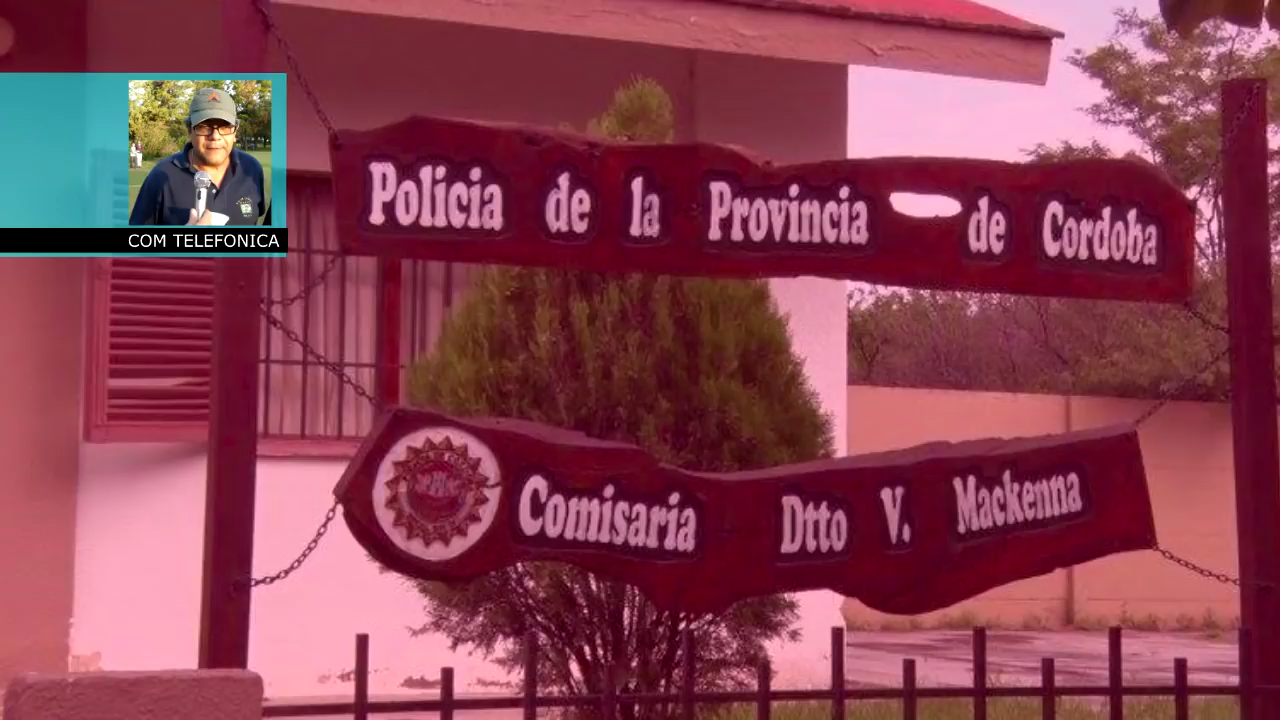 COM TELEFONICA
Policia de la Provincia de Cordoba
Comisaria Dtto V. Mackenna